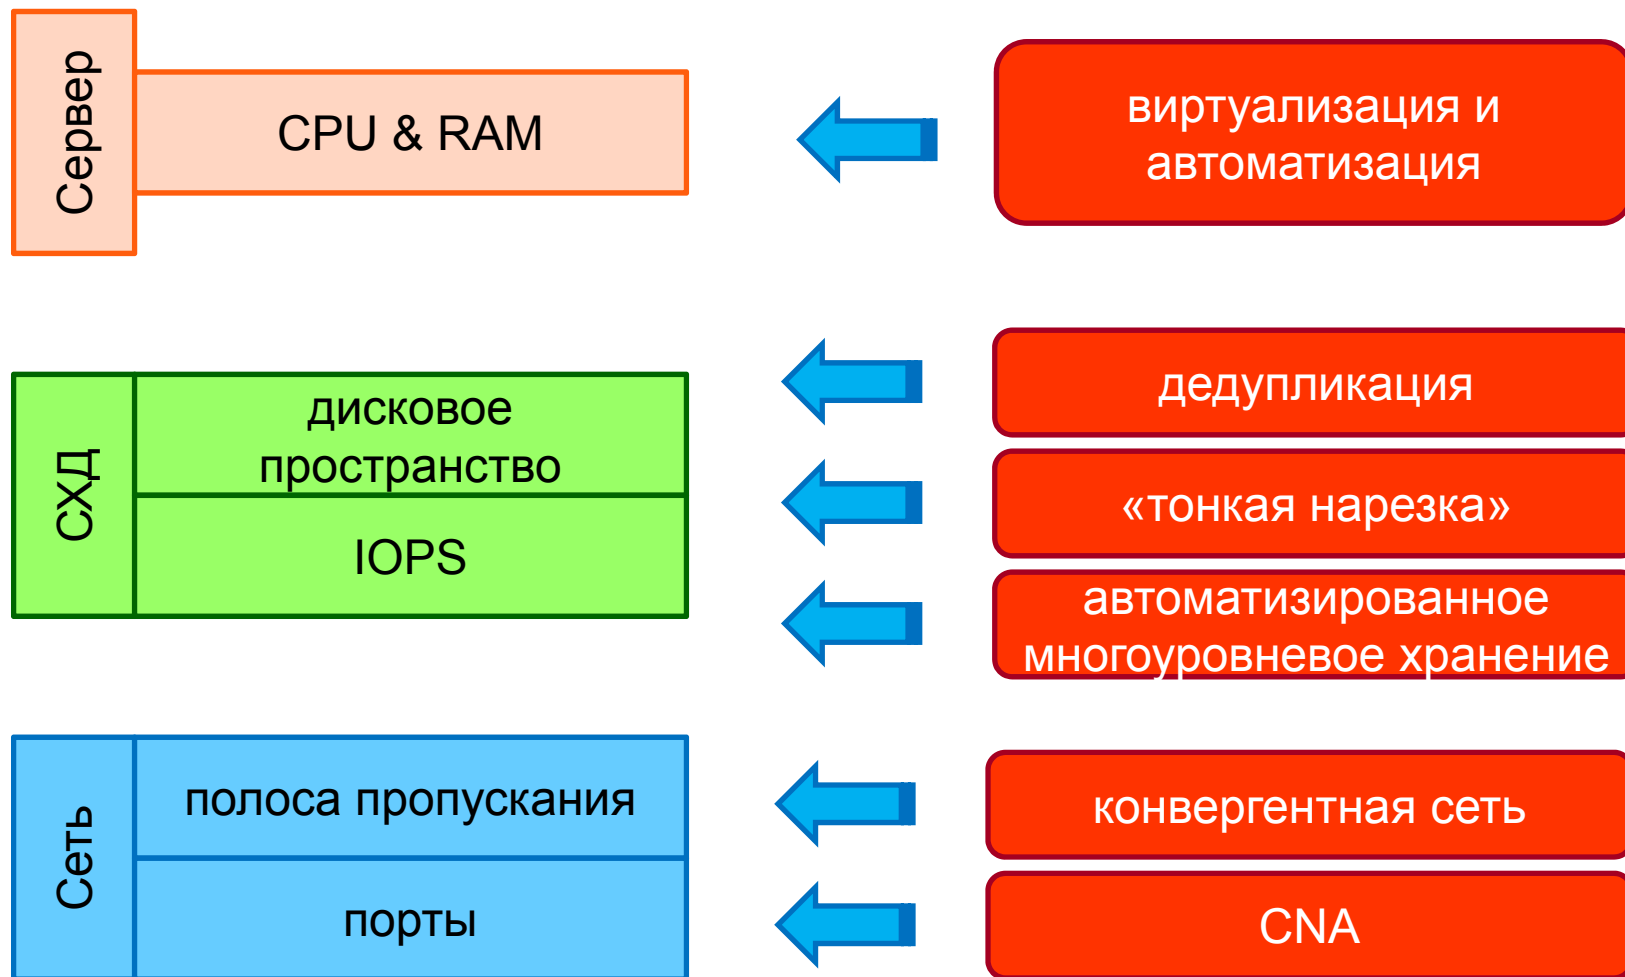 Сервер
CPU & RAM
виртуализация и
автоматизация
СХД
дисковое
пространство
IOPS
дедупликация
«тонкая нарезка»
автоматизированное
многоуровневое хранение
Сеть
полоса пропускания
порты
конвергентная сеть
CNA